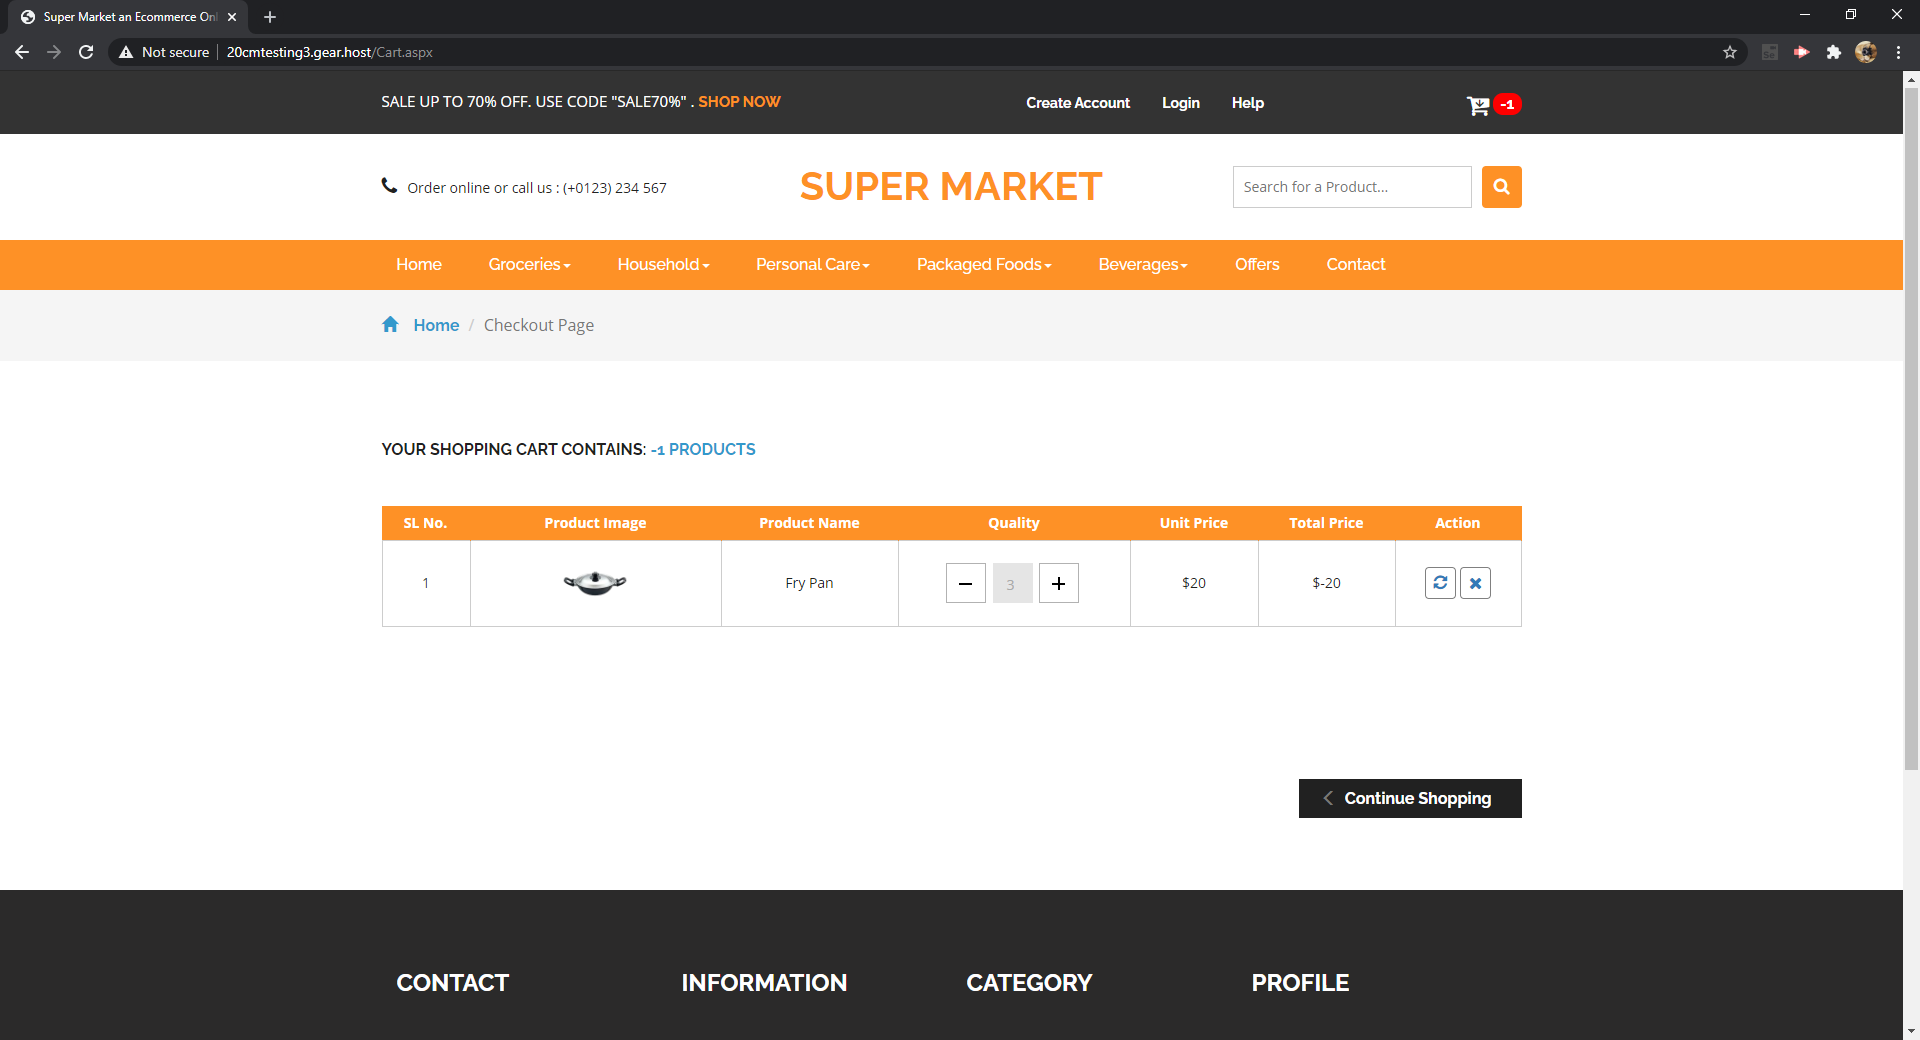 Super Market an Ecommerce Onl
Not secure
20cmtesting3.gear.host/Cart.aspx
SALE UP TO 70% OFF. USE CODE "SALE70%" . SHOP NOW
Create Account
Login
Help
-1
Order online or call us : (+0123) 234 567
SUPER MARKET
Search for a Product...
Home
Groceries
Household
Personal Care
Packaged Foods
Beverages
Offers
Contact
Home / Checkout Page
YOUR SHOPPING CART CONTAINS: -1 PRODUCTS
SL No.
Product Image
Product Name
Quality
Unit Price
Total Price
Action
1
Fry Pan
3
$20
$-20
Continue Shopping
CONTACT
INFORMATION
CATEGORY
PROFILE